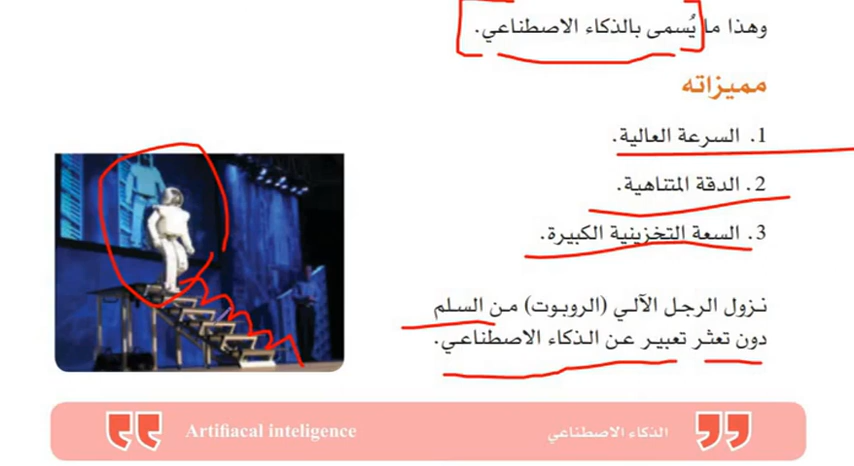 وهذا ما يُسمى بالذكاء الاصطناعي.
مميزاته
1. السرعة العالية.
2. الدقة المتناهية.
3. السعة التخزينية الكبيرة.
نزول الرجل الآلي (الروبوت) من السلم
دون تعثر تعبير عن الذكاء الاصطناعي.
الذكاء الاصطناعي
Artifiacal inteligence